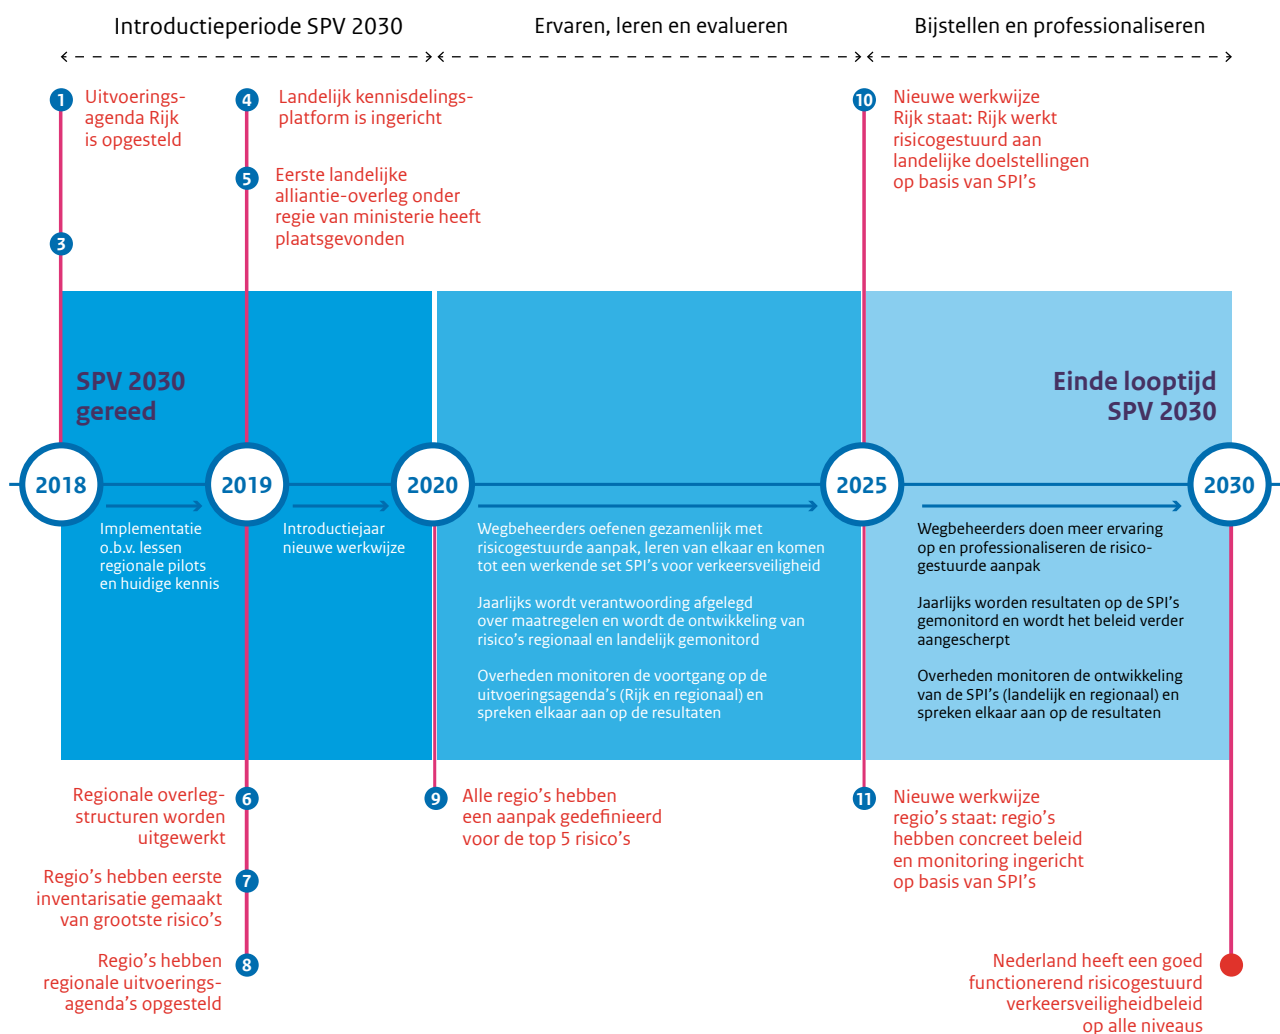 Introductieperiode SPV 2030
Ervaren, leren en evalueren
Bijstellen en professionaliseren
1
Uitvoerings-
agenda Rijk
is opgesteld
3
4
Landelijk kennisdelings-
platform is ingericht
5
Eerste landelijke
alliantie-overleg onder
regie van ministerie heeft
plaatsgevonden
10
Nieuwe werkwijze
Rijk staat: Rijk werkt
risicogestuurd aan
landelijke doelstellingen
op basis van SPI’s
SPV 2030
gereed
Einde looptijd
SPV 2030
2018
2019
2020
2025
2030
Implementatie
o.b.v. lessen
regionale pilots
en huidige kennis
Introductiejaar
nieuwe werkwijze
Wegbeheerders oefenen gezamenlijk met
risicogestuurde aanpak, leren van elkaar en komen
tot een werkende set SPI’s voor verkeersveiligheid
Jaarlijks wordt verantwoording afgelegd
over maatregelen en wordt de ontwikkeling van
risico’s regionaal en landelijk gemonitord
Overheden monitoren de voortgang op de
uitvoeringsagenda’s (Rijk en regionaal) en
spreken elkaar aan op de resultaten
Wegbeheerders doen meer ervaring
op en professionaliseren de risico-
gestuurde aanpak
Jaarlijks worden resultaten op de SPI’s
gemonitord en wordt het beleid verder
aangescherpt
Overheden monitoren de ontwikkeling
van de SPI’s (landelijk en regionaal) en
spreken elkaar aan op de resultaten
Regionale overleg-
structuren worden
uitgewerkt
6
Regio’s hebben eerste
inventarisatie gemaakt
van grootste risico’s
7
Regio’s hebben
regionale uitvoerings-
agenda’s opgesteld
8
9
Alle regio’s hebben
een aanpak gedefinieerd
voor de top 5 risico’s
11
Nieuwe werkwijze
regio’s staat: regio’s
hebben concreet beleid
en monitoring ingericht
op basis van SPI’s
Nederland heeft een goed
functionerend risicogestuurd
verkeersveiligheidbeleid
op alle niveaus